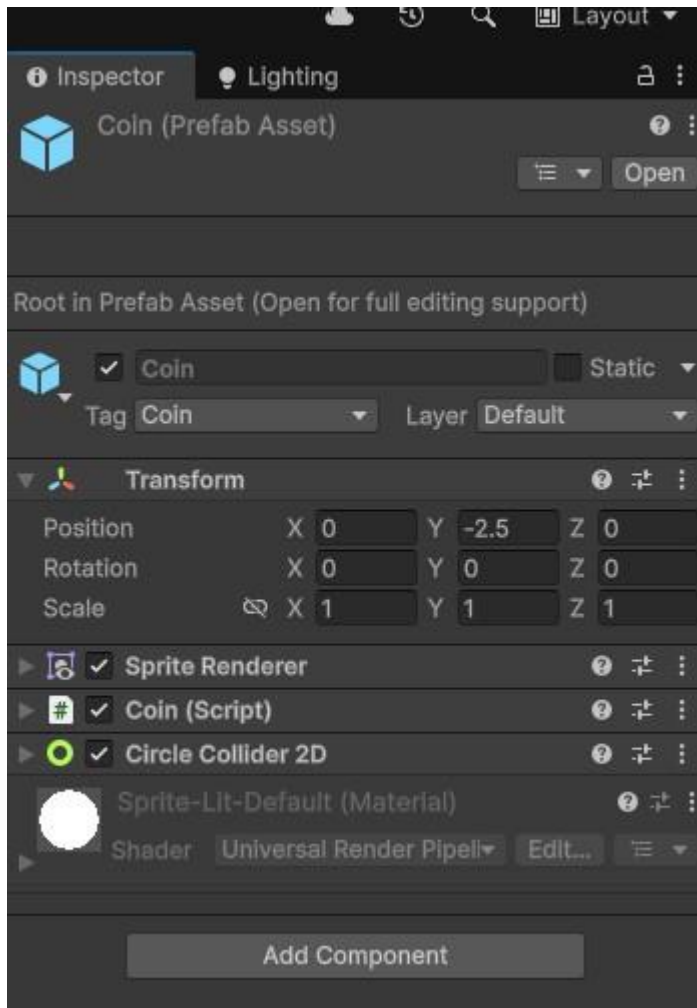 Layout
Inspector Lighting
Coin (Prefab Asset)
Open
Root in Prefab Asset (Open for full editing support)
Coin Static
Tag Coin Layer Default
Transform
Position X 0 Y -2.5 Z 0
Rotation X 0 Y 0 Z 0
Scale X 1 Y 1 Z 1
Sprite Renderer
# Coin (Script)
Circle Collider 2D
Sprite-Lit-Default (Material)
Shader Universal Render Pipeli Edit...
Add Component